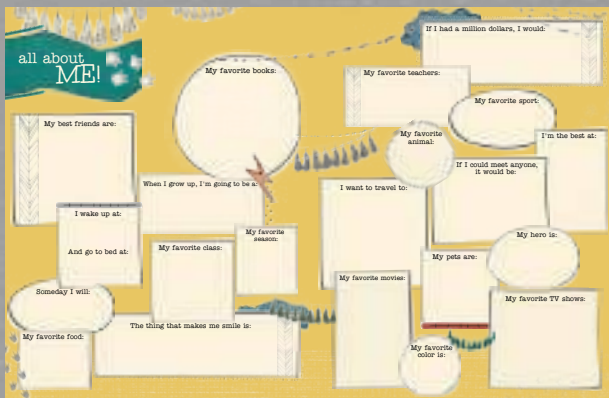 all about
ME!
My favorite books:
If I had a million dollars, I would:
My favorite teachers:
My favorite sport:
My best friends are:
My favorite
animal:
I'm the best at:
When I grow up, I'm going to be a:
I want to travel to:
If I could meet anyone,
it would be:
I wake up at:
And go to bed at:
My favorite class:
My favorite
season:
My hero is:
My pets are:
Someday I will:
My favorite movies:
My favorite TV shows:
The thing that makes me smile is:
My favorite food:
My favorite
color is: